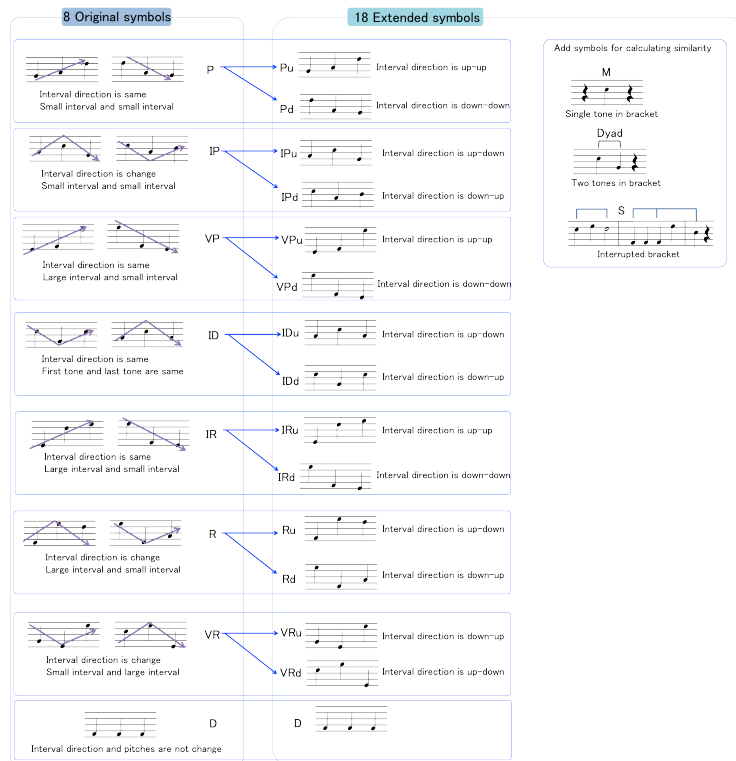 8 Original symbols
18 Extended symbols
P
Interval direction is same
Small interval and small interval
Pu
Interval direction is up-up
Pd
Interval direction is down-down
IP
Interval direction is change
Small interval and small interval
IPu
Interval direction is up-down
IPd
Interval direction is down-up
VP
Interval direction is same
Large interval and small interval
VPu
Interval direction is up-up
VPd
Interval direction is down-down
ID
Interval direction is same
First tone and last tone are same
IDu
Interval direction is up-down
IDd
Interval direction is down-up
IR
Interval direction is same
Large interval and small interval
IRu
Interval direction is up-up
IRd
Interval direction is down-down
R
Interval direction is change
Large interval and small interval
Ru
Interval direction is up-down
Rd
Interval direction is down-up
VR
Interval direction is change
Small interval and large interval
VRu
Interval direction is down-up
VRd
Interval direction is up-down
D
Interval direction and pitches are not change
D
Add symbols for calculating similarity
M
Single tone in bracket
Dyad
Two tones in bracket
S
Interrupted bracket